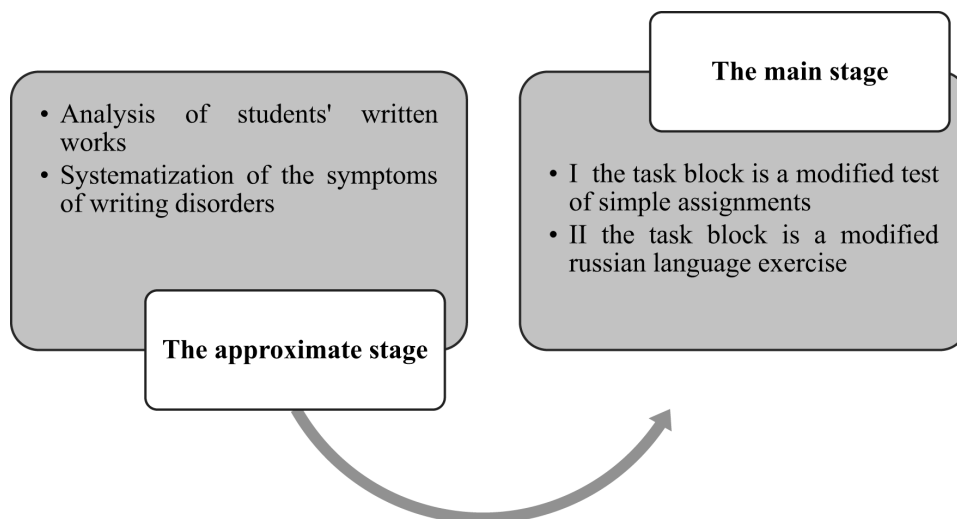 • Analysis of students' written
works
• Systematization of the symptoms
of writing disorders
The approximate stage
The main stage
• I the task block is a modified test
of simple assignments
• II the task block is a modified
russian language exercise